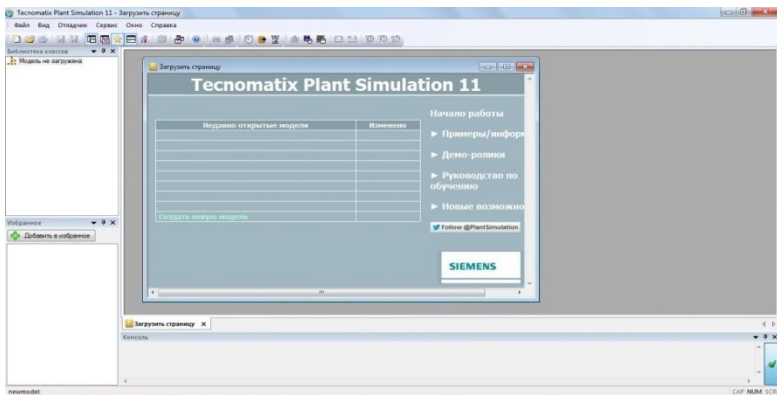 Tecnomatix Plant Simulation 11 - Загрузить страницу
Файл Вид Отладчик Сервис Окно Справка
Библиотека классов
Модель не загружена
Загрузить страницу
Tecnomatix Plant Simulation 11
Начало работы
Недавно открытые модели Изменено
► Примеры/информ
► Демо-ролики
► Руководство по
обучению
► Новые возможно
Создать новую модель
Follow @PlantSimulation
SIEMENS
Избранное
Добавить в избранное
Загрузить страницу
Консоль
newmodel:
CAP NUM SCR